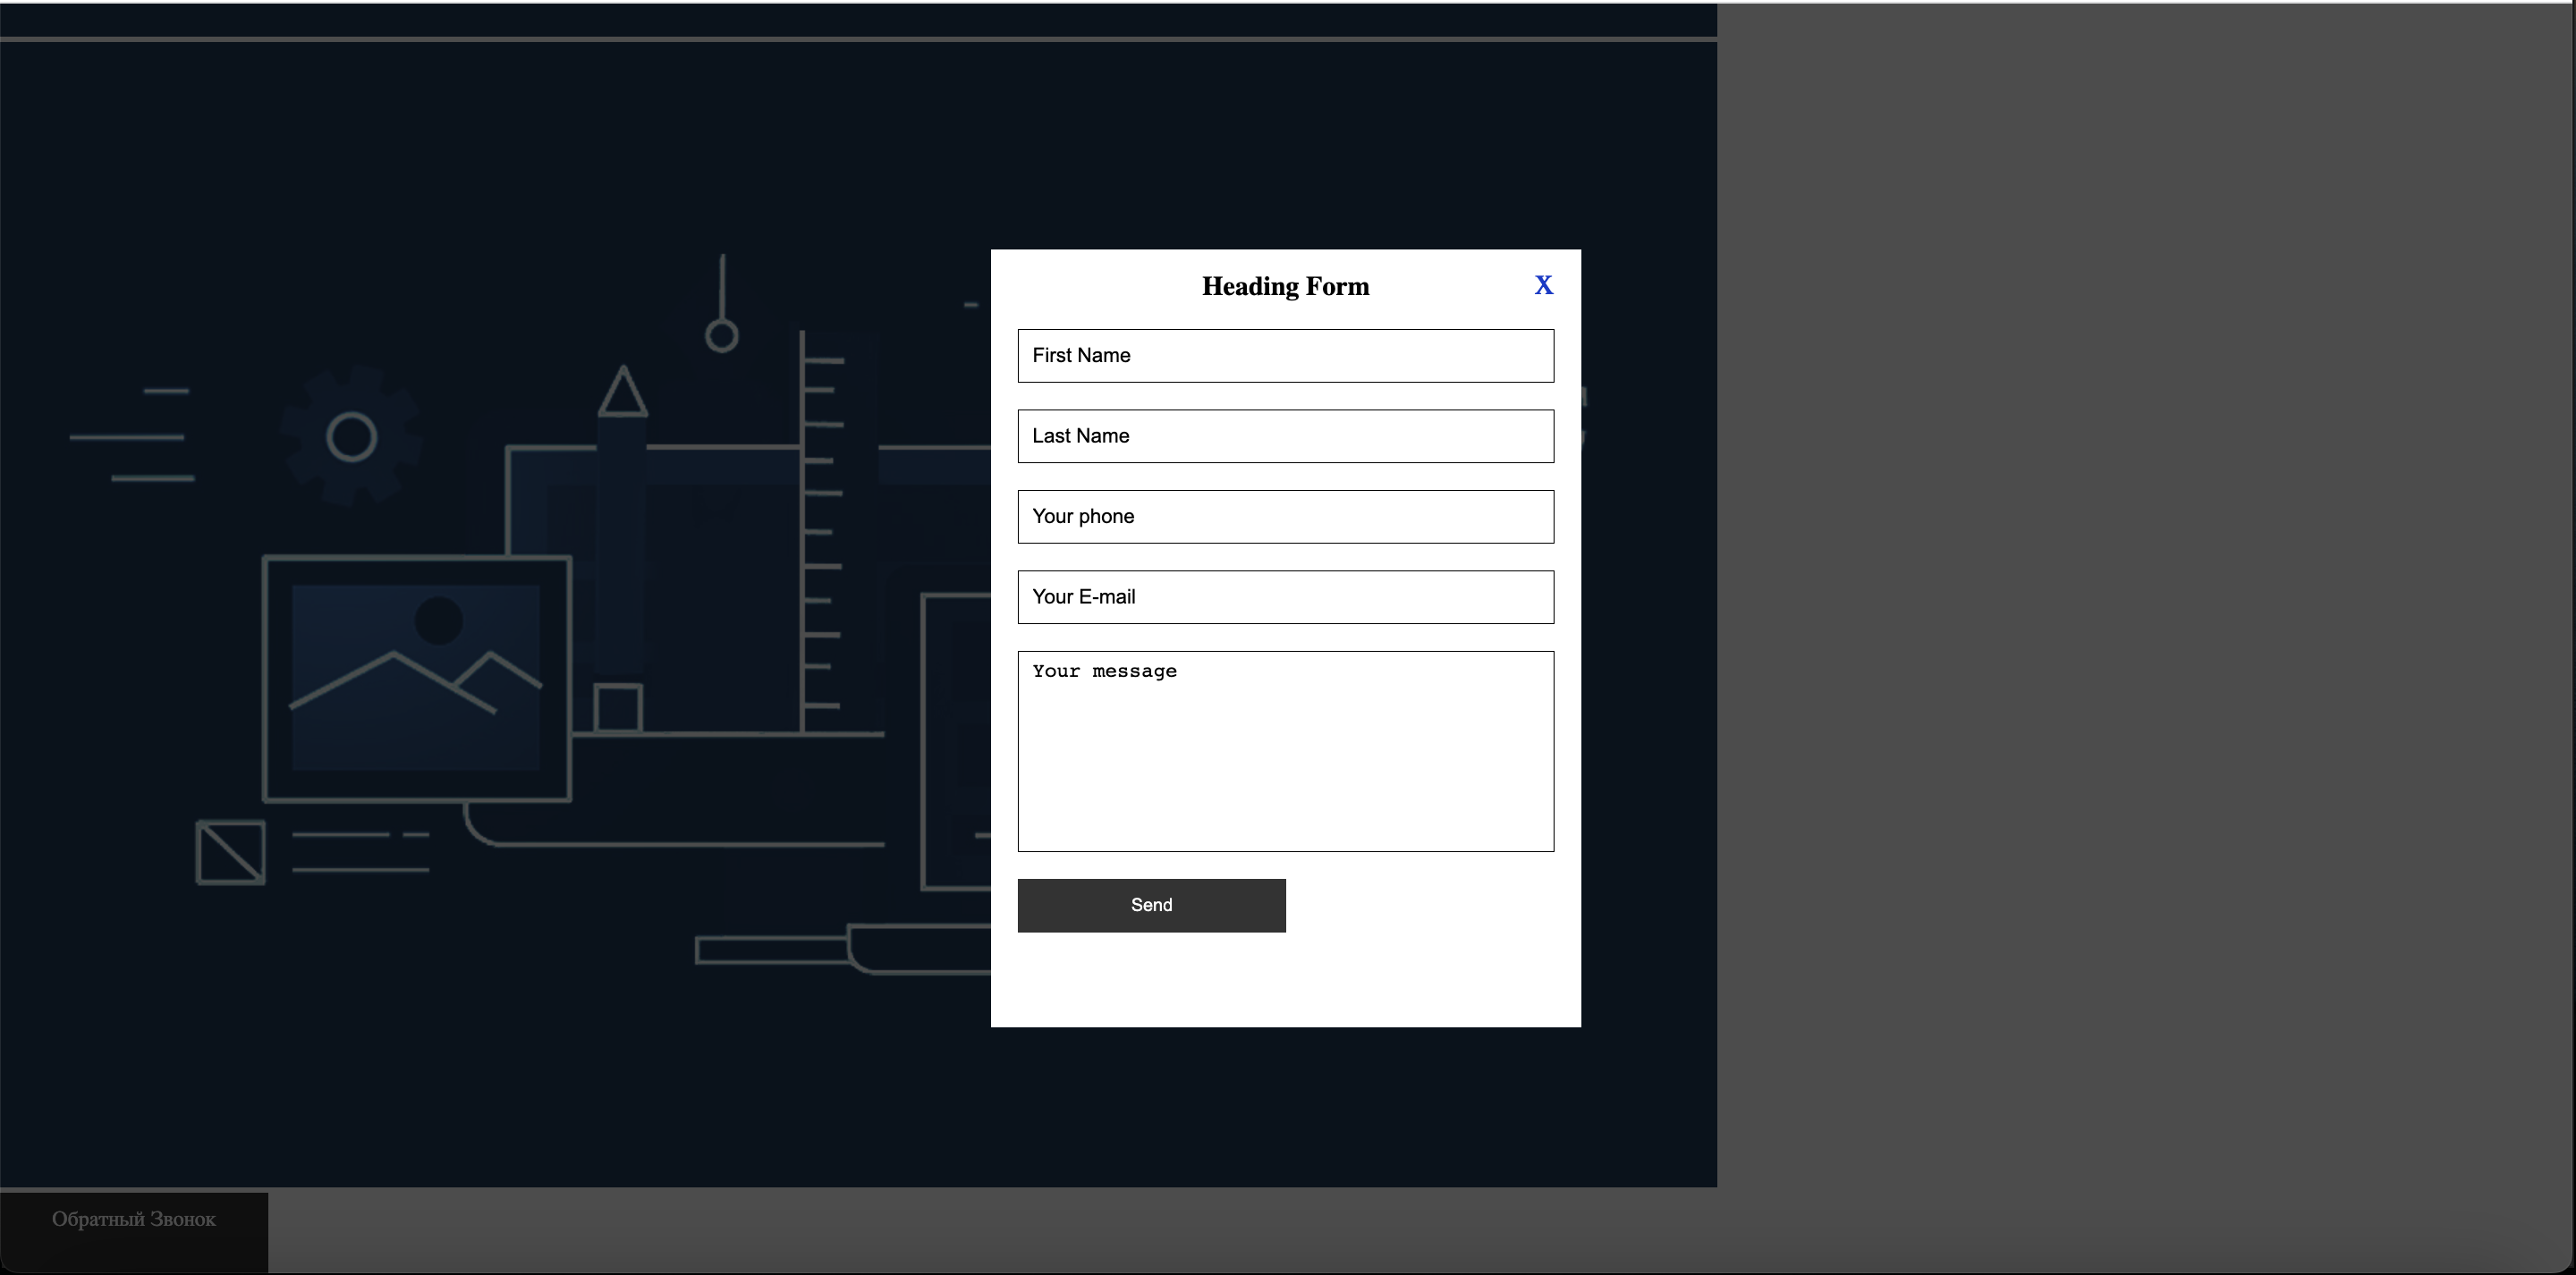 Heading Form
X
First Name
Last Name
Your phone
Your E-mail
Your message
Send
Обратный Звонок